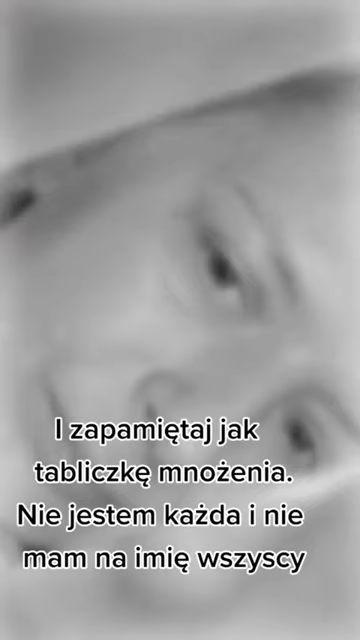 I zapamiętaj jak
tabliczkę mnożenia.
Nie jestem każda i nie
mam na imię wszyscy